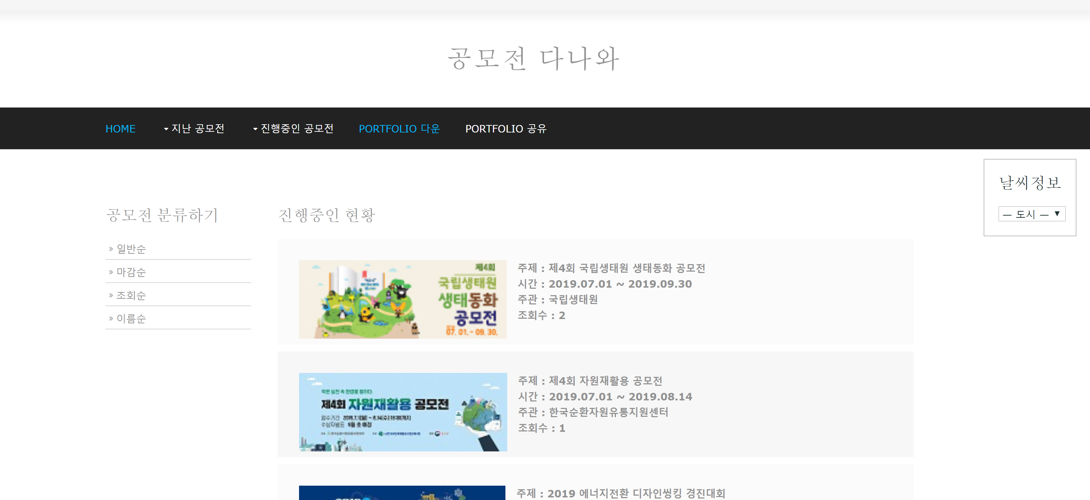 공모전 다나와
HOME
지난 공모전
진행중인 공모전
PORTFOLIO 다운
PORTFOLIO 공유
날씨정보
— 도시 —
공모전 분류하기
» 일반순
» 마감순
» 조회순
» 이름순
진행중인 현황
제4회
국립생태원
생태동화
공모전
07. 01. ~ 09. 30.
주제 : 제4회 국립생태원 생태동화 공모전
시간 : 2019.07.01 ~ 2019.09.30
주관 : 국립생태원
조회수 : 2
제4회 자원재활용 공모전
주제 : 제4회 자원재활용 공모전
시간 : 2019.07.01 ~ 2019.08.14
주관 : 한국순환자원유통지원센터
조회수 : 1
주제 : 2019 에너지전환 디자인씽킹 경진대회